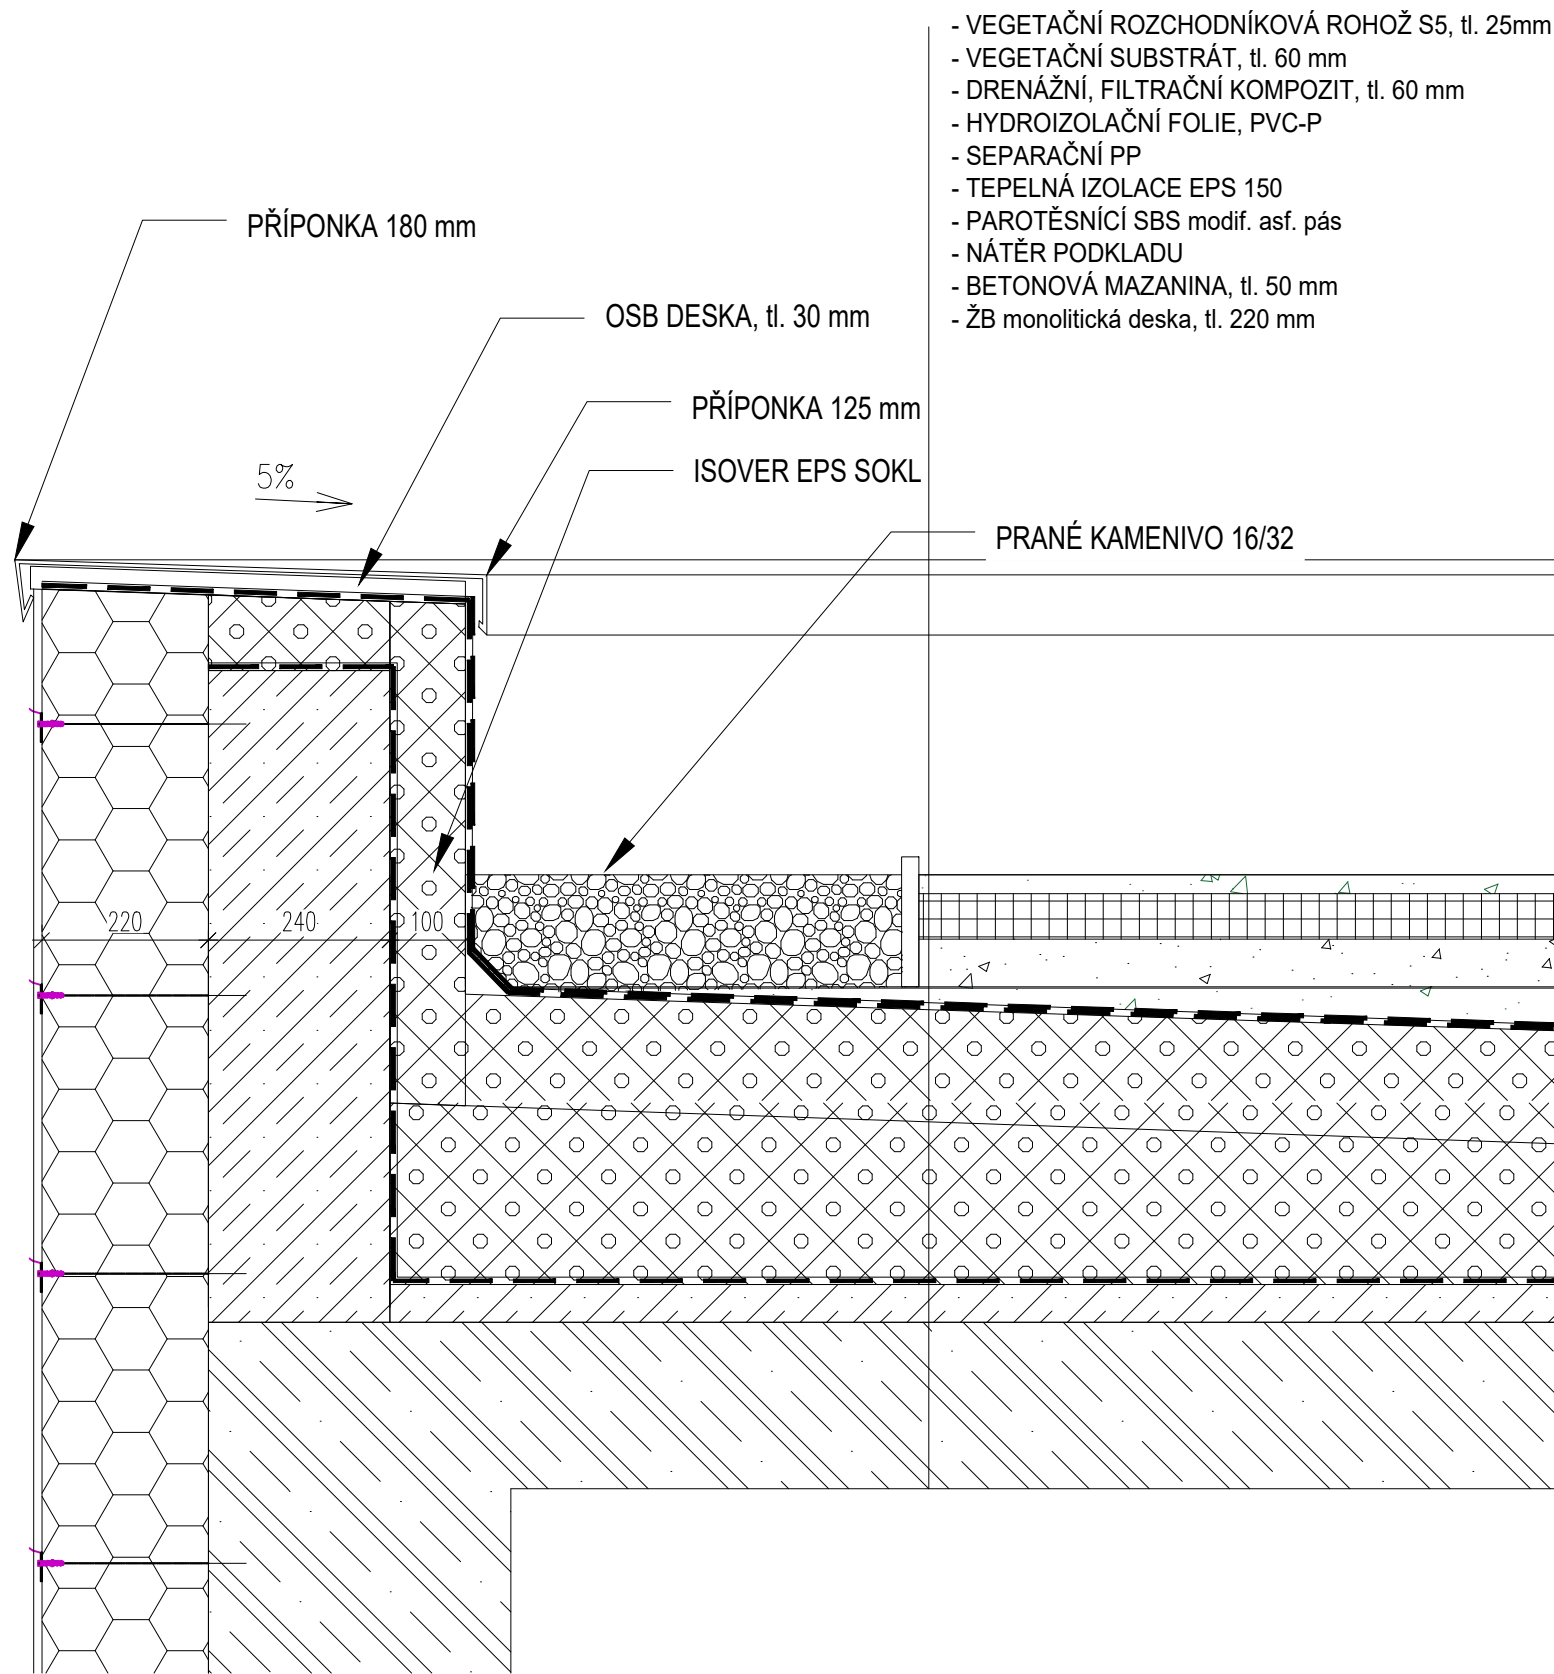 - VEGETAČNÍ ROZCHODNÍKOVÁ ROHOŽ S5, tl. 25mm
- VEGETAČNÍ SUBSTRÁT, tl. 60 mm
- DRENÁŽNÍ, FILTRAČNÍ KOMPOZIT, tl. 60 mm
- HYDROIZOLAČNÍ FOLIE, PVC-P
- SEPARAČNÍ PP
- TEPELNÁ IZOLACE EPS 150
- PAROTĚSNÍCÍ SBS modif. asf. pás
- NÁTĚR PODKLADU
- BETONOVÁ MAZANINA, tl. 50 mm
- ŽB monolitická deska, tl. 220 mm
PŘÍPONKA 180 mm
OSB DESKA, tl. 30 mm
PŘÍPONKA 125 mm
ISOVER EPS SOKL
5%
PRANÉ KAMENIVO 16/32
220
240
100